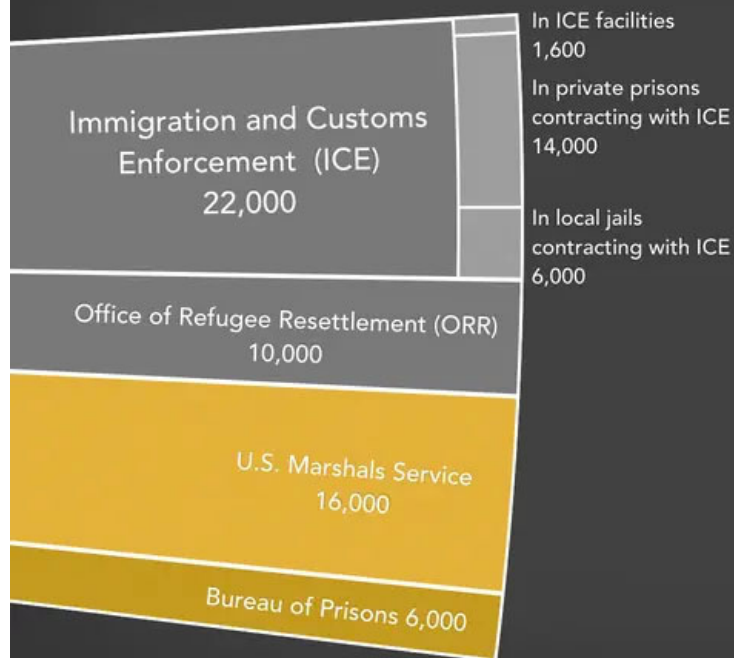 Immigration and Customs
Enforcement (ICE)
22,000
In ICE facilities
1,600
In private prisons
contracting with ICE
14,000
In local jails
contracting with ICE
6,000
Office of Refugee Resettlement (ORR)
10,000
U.S. Marshals Service
16,000
Bureau of Prisons 6,000